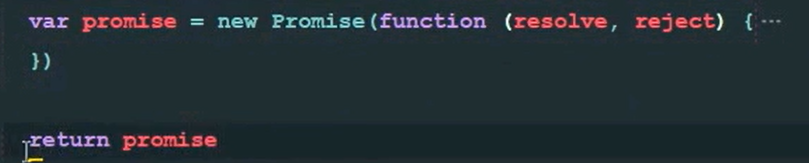 var promise = new Promise(function (resolve, reject) {···
})
return promise